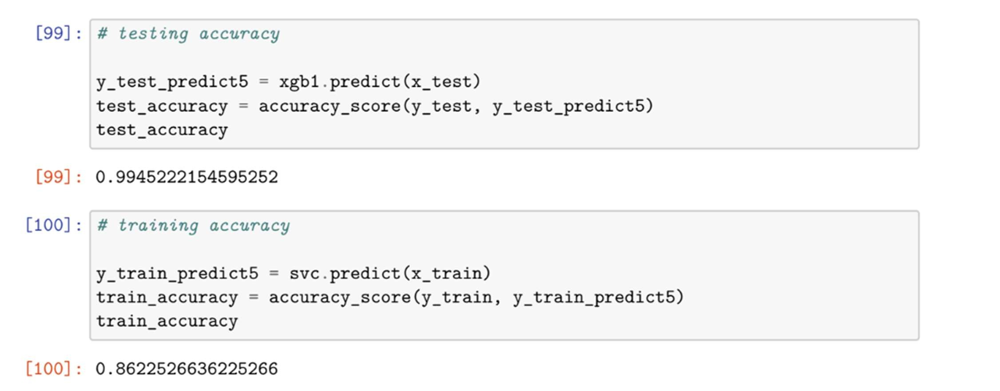 [99]: # testing accuracy
y_test_predict5 = xgb1.predict(x_test)
test_accuracy = accuracy_score(y_test, y_test_predict5)
test_accuracy
[99]: 0.9945222154595252
[100]: # training accuracy
y_train_predict5 = svc.predict(x_train)
train_accuracy = accuracy_score(y_train, y_train_predict5)
train_accuracy
[100]: 0.8622526636225266